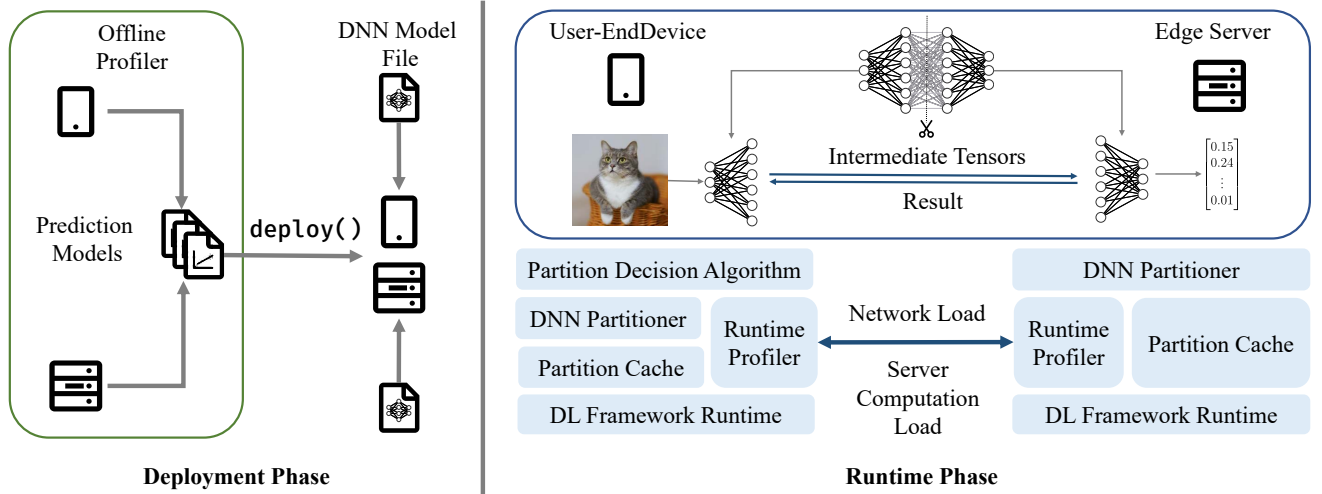 Offline
Profiler
DNN Model
File
Prediction
Models
deploy()
Deployment Phase
User-EndDevice
Edge Server
Intermediate Tensors
Result
0.15
0.24
⋮
0.01
Partition Decision Algorithm
DNN Partitioner
Partition Cache
Runtime
Profiler
DL Framework Runtime
Network Load
Server
Computation
Load
DNN Partitioner
Runtime
Profiler
Partition Cache
DL Framework Runtime
Runtime Phase